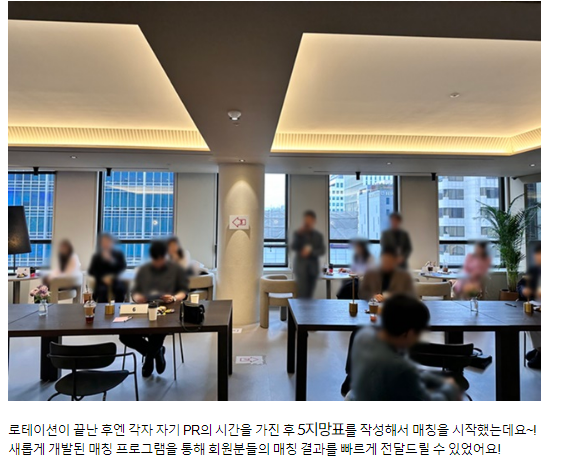 로테이션이 끝난 후엔 각자 자기 PR의 시간을 가진 후 5지망표를 작성해서 매칭을 시작했는데요~!
새롭게 개발된 매칭 프로그램을 통해 회원분들의 매칭 결과를 빠르게 전달드릴 수 있었어요!